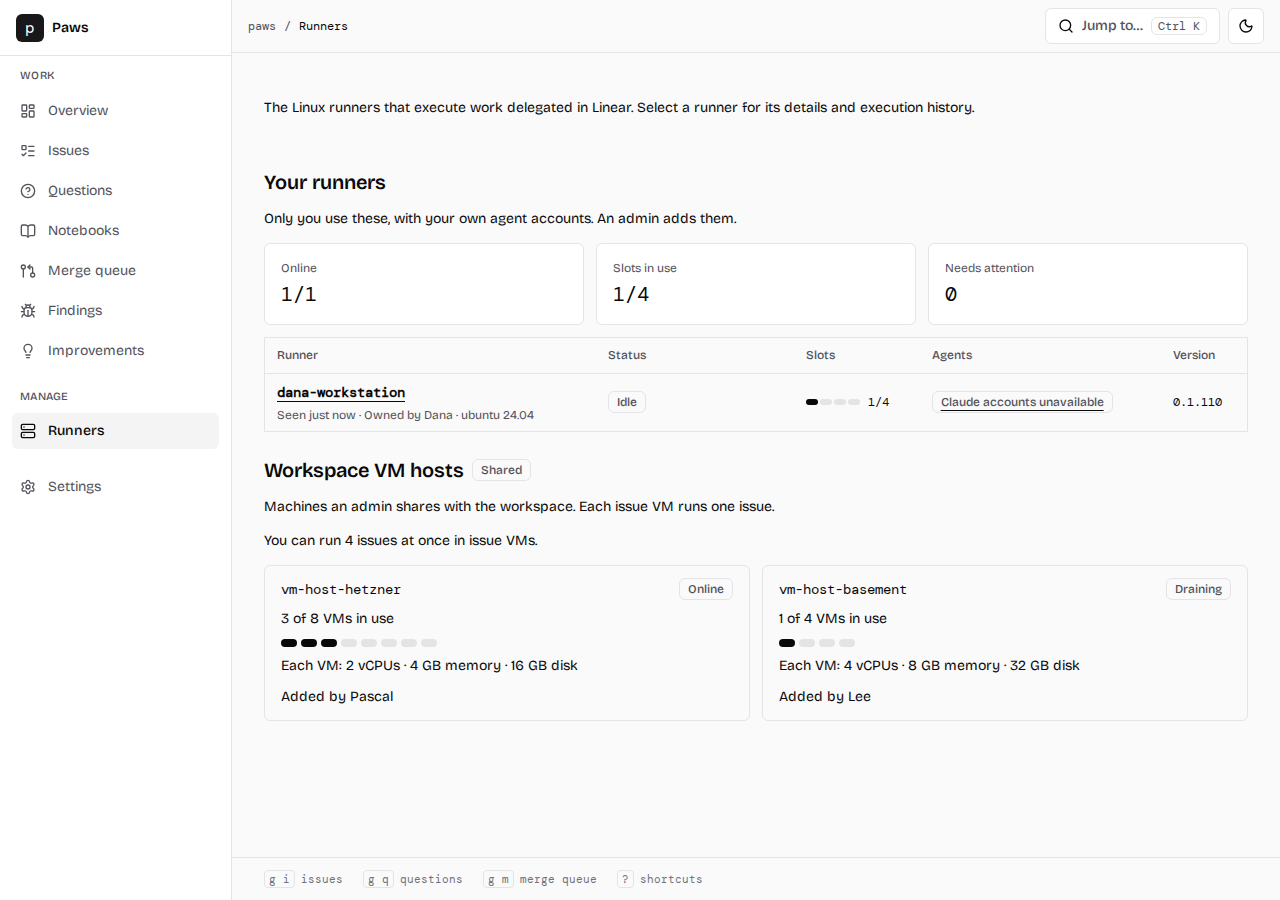 p Paws
paws / Runners
Jump to... Ctrl K
WORK
Overview
Issues
Questions
Notebooks
Merge queue
Findings
Improvements
MANAGE
Runners
Settings
The Linux runners that execute work delegated in Linear. Select a runner for its details and execution history.
Your runners
Only you use these, with your own agent accounts. An admin adds them.
Online
1/1
Slots in use
1/4
Needs attention
0
Runner Status Slots Agents Version
dana-workstation Idle 1/4 Claude accounts unavailable 0.1.110
Seen just now · Owned by Dana · ubuntu 24.04
Workspace VM hosts Shared
Machines an admin shares with the workspace. Each issue VM runs one issue.
You can run 4 issues at once in issue VMs.
vm-host-hetzner Online
3 of 8 VMs in use
Each VM: 2 vCPUs · 4 GB memory · 16 GB disk
Added by Pascal
vm-host-basement Draining
1 of 4 VMs in use
Each VM: 4 vCPUs · 8 GB memory · 32 GB disk
Added by Lee
g i issues g q questions g m merge queue ? shortcuts